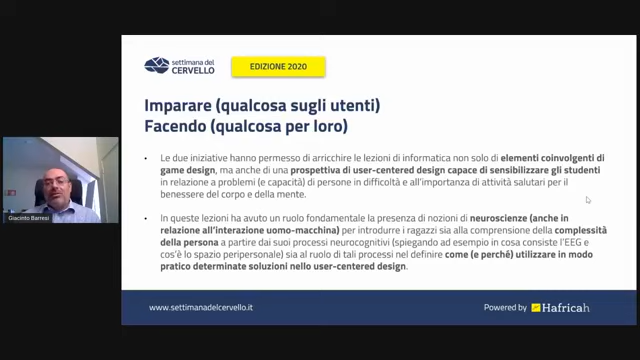 settimana del
CERVELLO
EDIZIONE 2020
Imparare (qualcosa sugli utenti)
Facendo (qualcosa per loro)
• Le due iniziative hanno permesso di arricchire le lezioni di informatica non solo di elementi coinvolgenti di
game design, ma anche di una prospettiva di user-centered design capace di sensibilizzare gli studenti
in relazione a problemi (e capacità) di persone in difficoltà e all'importanza di attività salutari per il
benessere del corpo e della mente.
• In queste lezioni ha avuto un ruolo fondamentale la presenza di nozioni di neuroscienze (anche in
relazione all'interazione uomo-macchina) per introdurre i ragazzi sia alla comprensione della complessità
della persona a partire dai suoi processi neurocognitivi (spiegando ad esempio in cosa consiste l'EEG e
cos'è lo spazio peripersonale) sia al ruolo di tali processi nel definire come (e perché) utilizzare in modo
pratico determinate soluzioni nello user-centered design.
Giacinto Barresi
www.settimanadelcervello.it
Powered by Hafricah